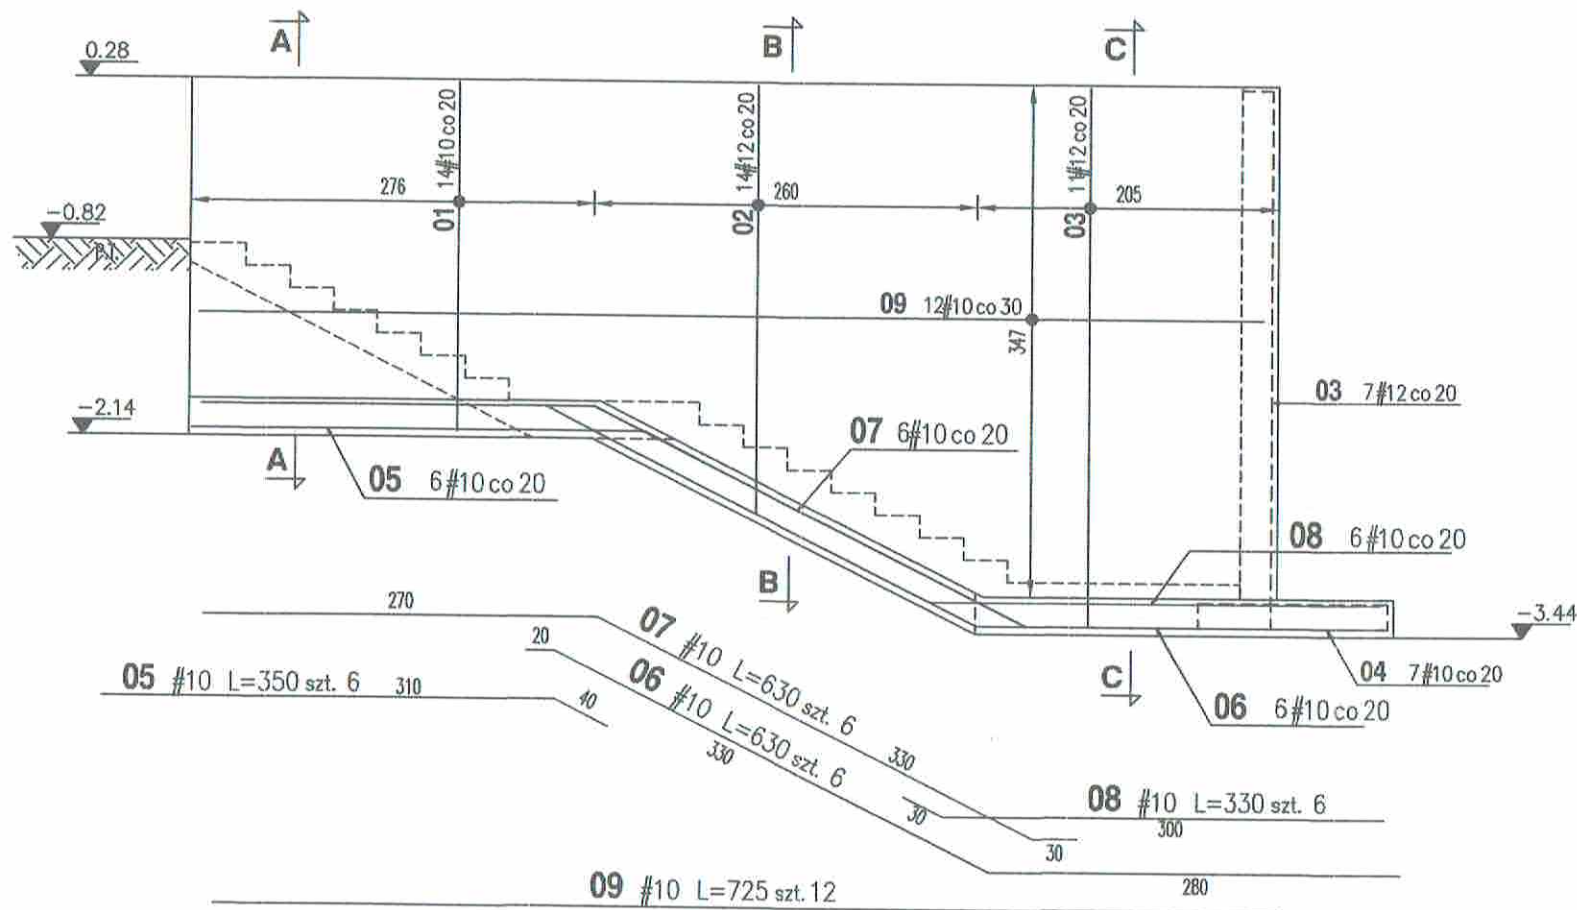 A
B
C
0.28
14#10 co 20
14#12 co 20
11#12 co 20
276
260
205
01
02
03
-0.82
09 12#10 co 30
347
03 7#12 co 20
-2.14
07 6#10 co 20
A
05 6#10 co 20
08 6#10 co 20
B
-3.44
270
07 #10 L=630 szt. 6
330
20
06 #10 L=630 szt. 6
330
05 #10 L=350 szt. 6 310
40
C
04 7#10 co 20
06 6#10 co 20
08 #10 L=330 szt. 6
30
300
30
280
09 #10 L=725 szt. 12